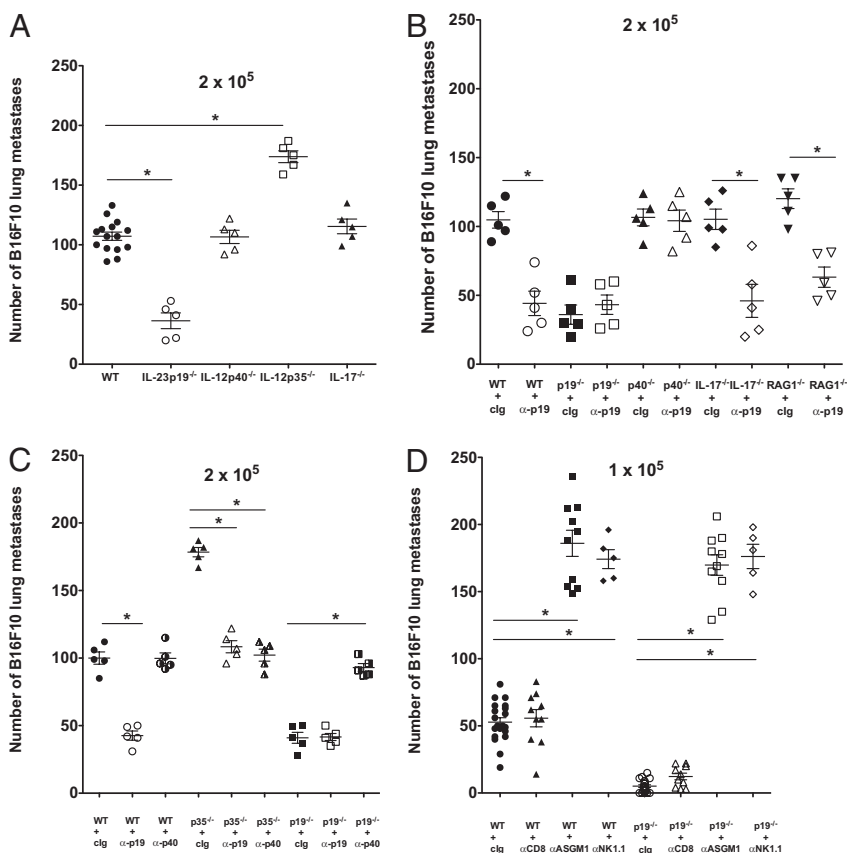 A
2 x 10⁵
Number of B16F10 lung metastases
250
200
150
100
50
0
*
*
WT
IL-23p19-/-
IL-12p40-/-
IL-12p35-/-
IL-17-/-
B
2 x 10⁵
Number of B16F10 lung metastases
250
200
150
100
50
0
*
*
*
WT + cIg
WT + α-p19
p19-/- + cIg
p19-/- + α-p19
p40-/- + cIg
p40-/- + α-p19
IL-17-/- + cIg
IL-17-/- + α-p19
RAG1-/- + cIg
RAG1-/- + α-p19
C
2 x 10⁵
Number of B16F10 lung metastases
250
200
150
100
50
0
*
*
*
*
WT + cIg
WT + α-p19
WT + α-p40
p35-/- + cIg
p35-/- + α-p19
p35-/- + α-p40
p19-/- + cIg
p19-/- + α-p19
p19-/- + α-p40
D
1 x 10⁵
Number of B16F10 lung metastases
250
200
150
100
50
0
*
*
*
*
WT + cIg
WT + αCD8
WT + αASGM1
WT + αNK1.1
p19-/- + cIg
p19-/- + αCD8
p19-/- + αASGM1
p19-/- + αNK1.1